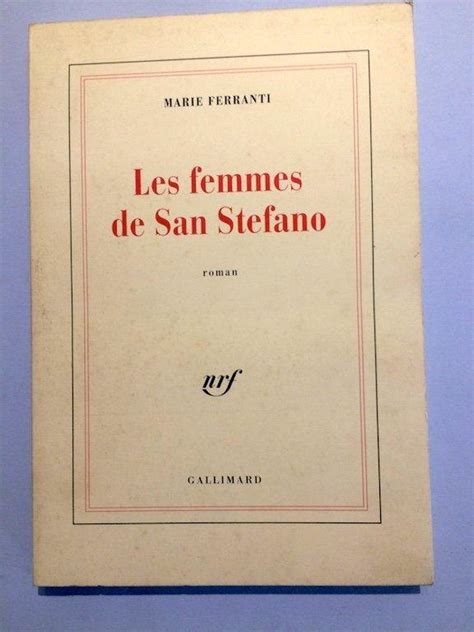 MARIE FERRANTI
Les femmes
de San Stefano
roman
nrf
GALLIMARD